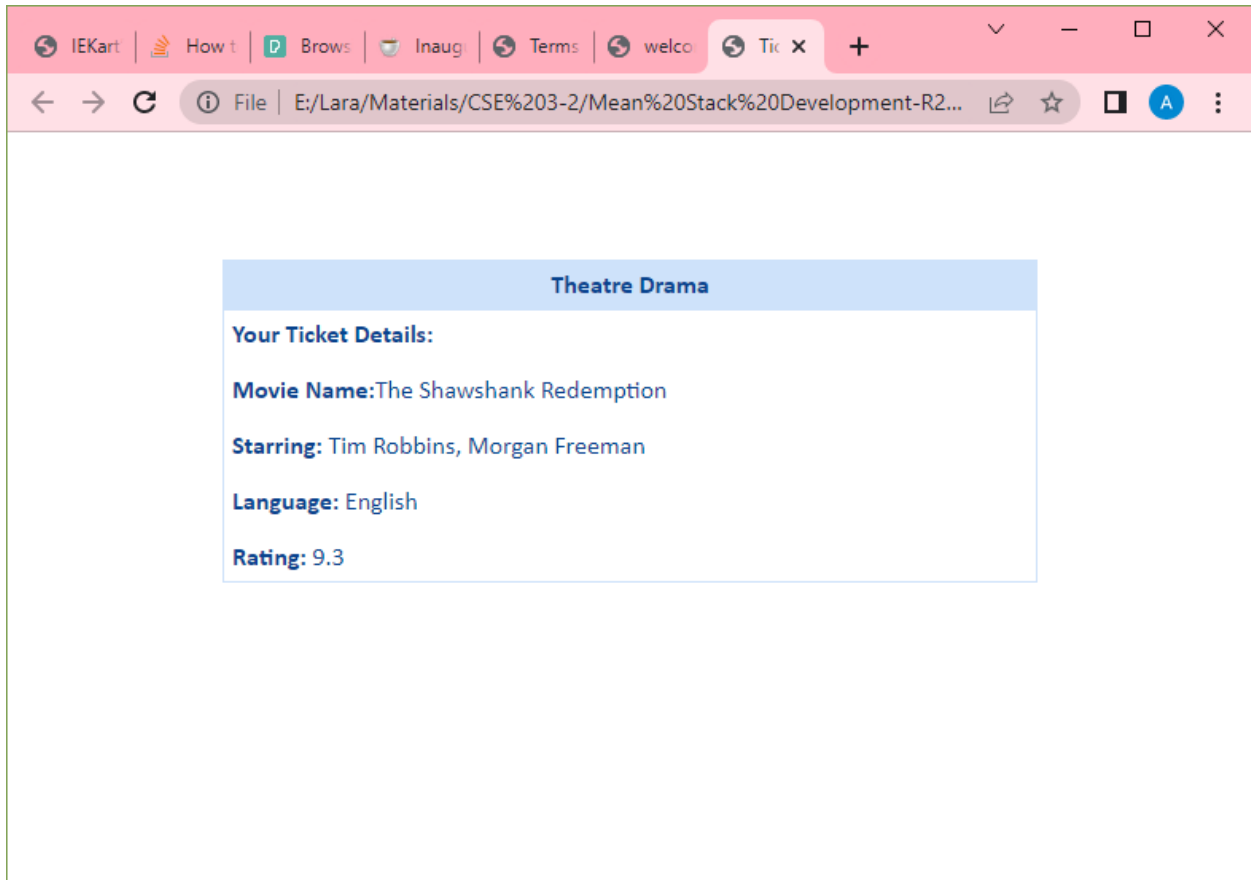 IEKart
How t
Brows
Inaug
Terms
welco
Tic
File
E:/Lara/Materials/CSE%203-2/Mean%20Stack%20Development-R2...
A
Theatre Drama
Your Ticket Details:
Movie Name:The Shawshank Redemption
Starring: Tim Robbins, Morgan Freeman
Language: English
Rating: 9.3